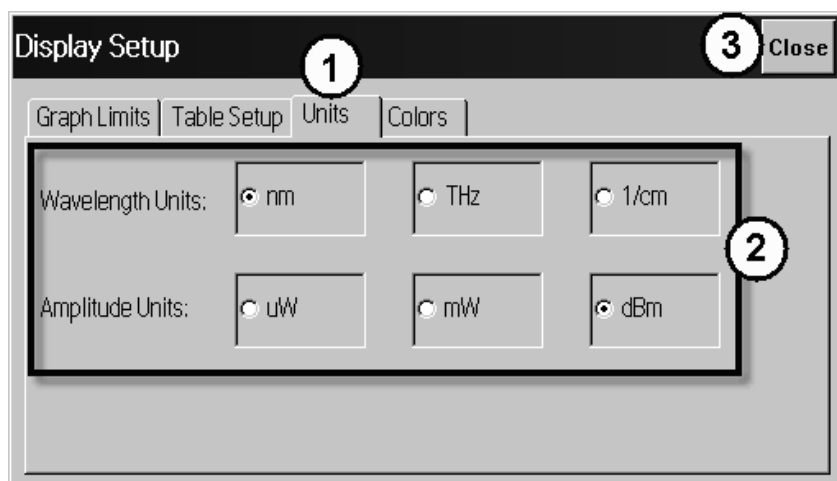 Display Setup
1
3
Close
Graph Limits
Table Setup
Units
Colors
Wavelength Units:
nm
THz
1/cm
2
Amplitude Units:
uW
mW
dBm